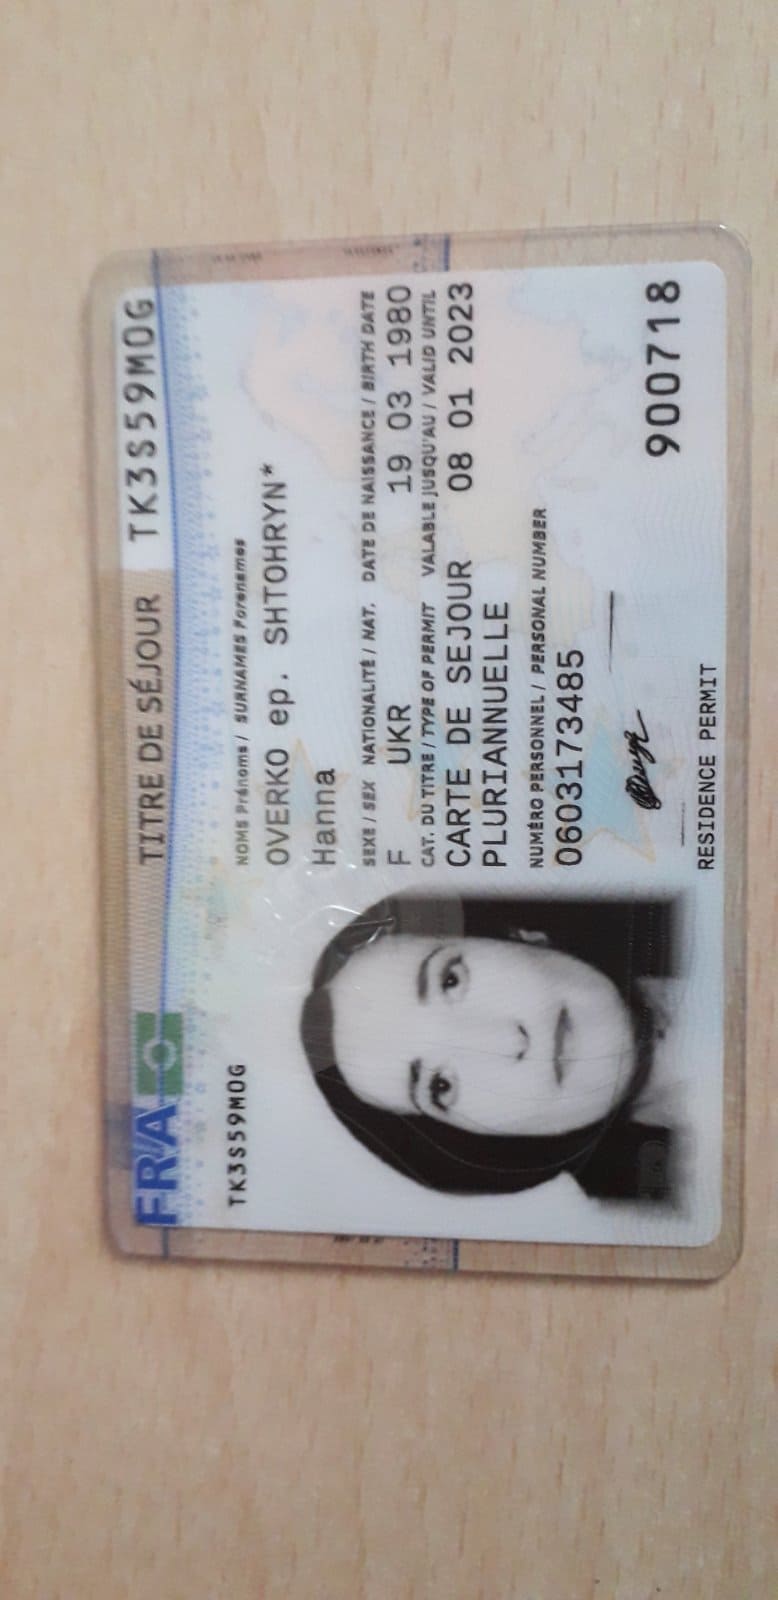 FRA
TITRE DE SÉJOUR TK3S59MOG
TK3S59MOG
NOMS Prénoms / SURNAMES Forenames
OVERKO ep. SHTOHRYN*
Hanna
SEXE / SEX NATIONALITÉ / NAT. DATE DE NAISSANCE / BIRTH DATE
F UKR 19 03 1980
CAT. DU TITRE / TYPE OF PERMIT VALABLE JUSQU'AU / VALID UNTIL
CARTE DE SEJOUR 08 01 2023
PLURIANNUELLE
NUMÉRO PERSONNEL / PERSONAL NUMBER
0603173485
900718
RESIDENCE PERMIT